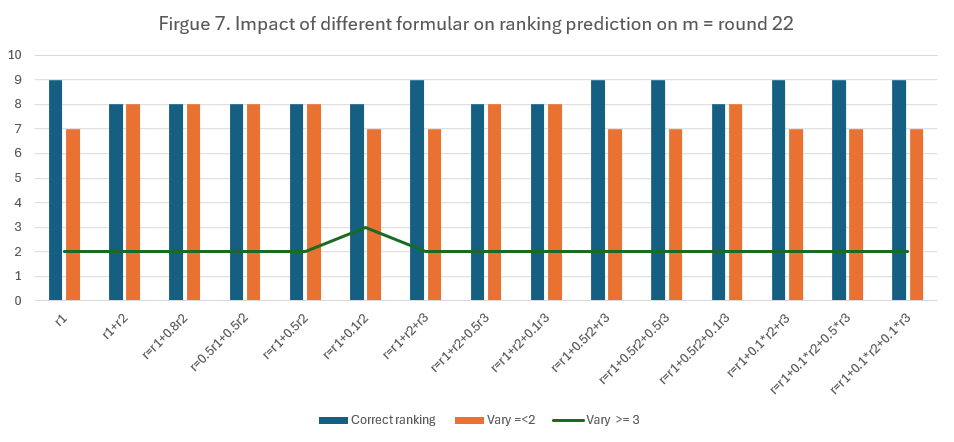 Firgue 7. Impact of different formular on ranking prediction on m = round 22
10
9
8
7
6
5
4
3
2
1
0
r1
r1+r2
r=r1+0.8r2
r=0.5r1+0.5r2
r=r1+0.5r2
r=r1+0.1r2
r=r1+r2+r3
r=r1+r2+0.5r3
r=r1+r2+0.1r3
r=r1+0.5r2+r3
r=r1+0.5r2+0.5r3
r=r1+0.5r2+0.1r3
r=r1+0.1*r2+r3
r=r1+0.1*r2+0.5*r3
r=r1+0.1*r2+0.1*r3
Correct ranking
Vary =<2
Vary >= 3